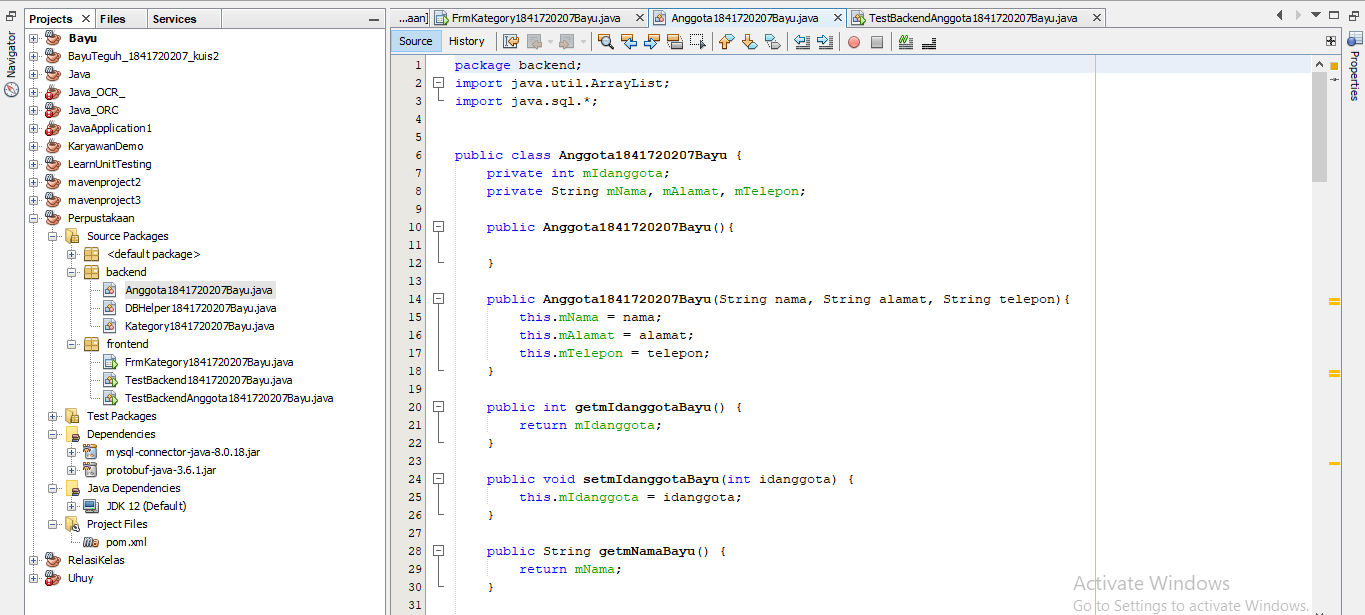 Projects Files Services
Navigator
Bayu
BayuTeguh_1841720207_kuis2
Java
Java_OCR_
Java_ORC
JavaApplication1
KaryawanDemo
LearnUnitTesting
mavenproject2
mavenproject3
Perpustakaan
Source Packages
<default package>
backend
Anggota1841720207Bayu.java
DBHelper1841720207Bayu.java
Kategory1841720207Bayu.java
frontend
FrmKategory1841720207Bayu.java
TestBackend1841720207Bayu.java
TestBackendAnggota1841720207Bayu.java
Test Packages
Dependencies
mysql-connector-java-8.0.18.jar
protobuf-java-3.6.1.jar
Java Dependencies
JDK 12 (Default)
Project Files
pom.xml
RelasiKelas
Uhuy
...aan] FrmKategory1841720207Bayu.java Anggota1841720207Bayu.java TestBackendAnggota1841720207Bayu.java
Source History
1 package backend;
2 import java.util.ArrayList;
3 import java.sql.*;
4
5
6 public class Anggota1841720207Bayu {
7 private int mIdanggota;
8 private String mNama, mAlamat, mTelepon;
9
10 public Anggota1841720207Bayu(){
11
12 }
13
14 public Anggota1841720207Bayu(String nama, String alamat, String telepon){
15 this.mNama = nama;
16 this.mAlamat = alamat;
17 this.mTelepon = telepon;
18 }
19
20 public int getmIdanggotaBayu() {
21 return mIdanggota;
22 }
23
24 public void setmIdanggotaBayu(int idanggota) {
25 this.mIdanggota = idanggota;
26 }
27
28 public String getmNamaBayu() {
29 return mNama;
30 }
31
Properties
Activate Windows
Go to Settings to activate Windows.